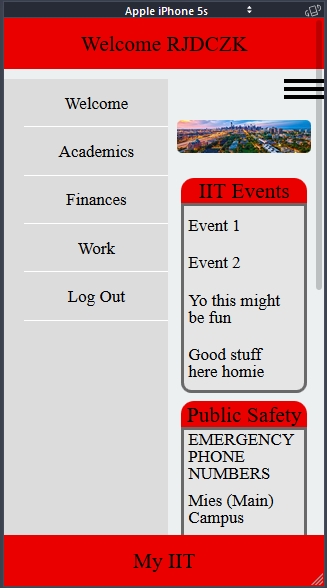 Apple iPhone 5s
Welcome RJDCZK
Welcome
Academics
Finances
Work
Log Out
IIT Events
Event 1
Event 2
Yo this might
be fun
Good stuff
here homie
Public Safety
EMERGENCY
PHONE
NUMBERS
Mies (Main)
Campus
My IIT